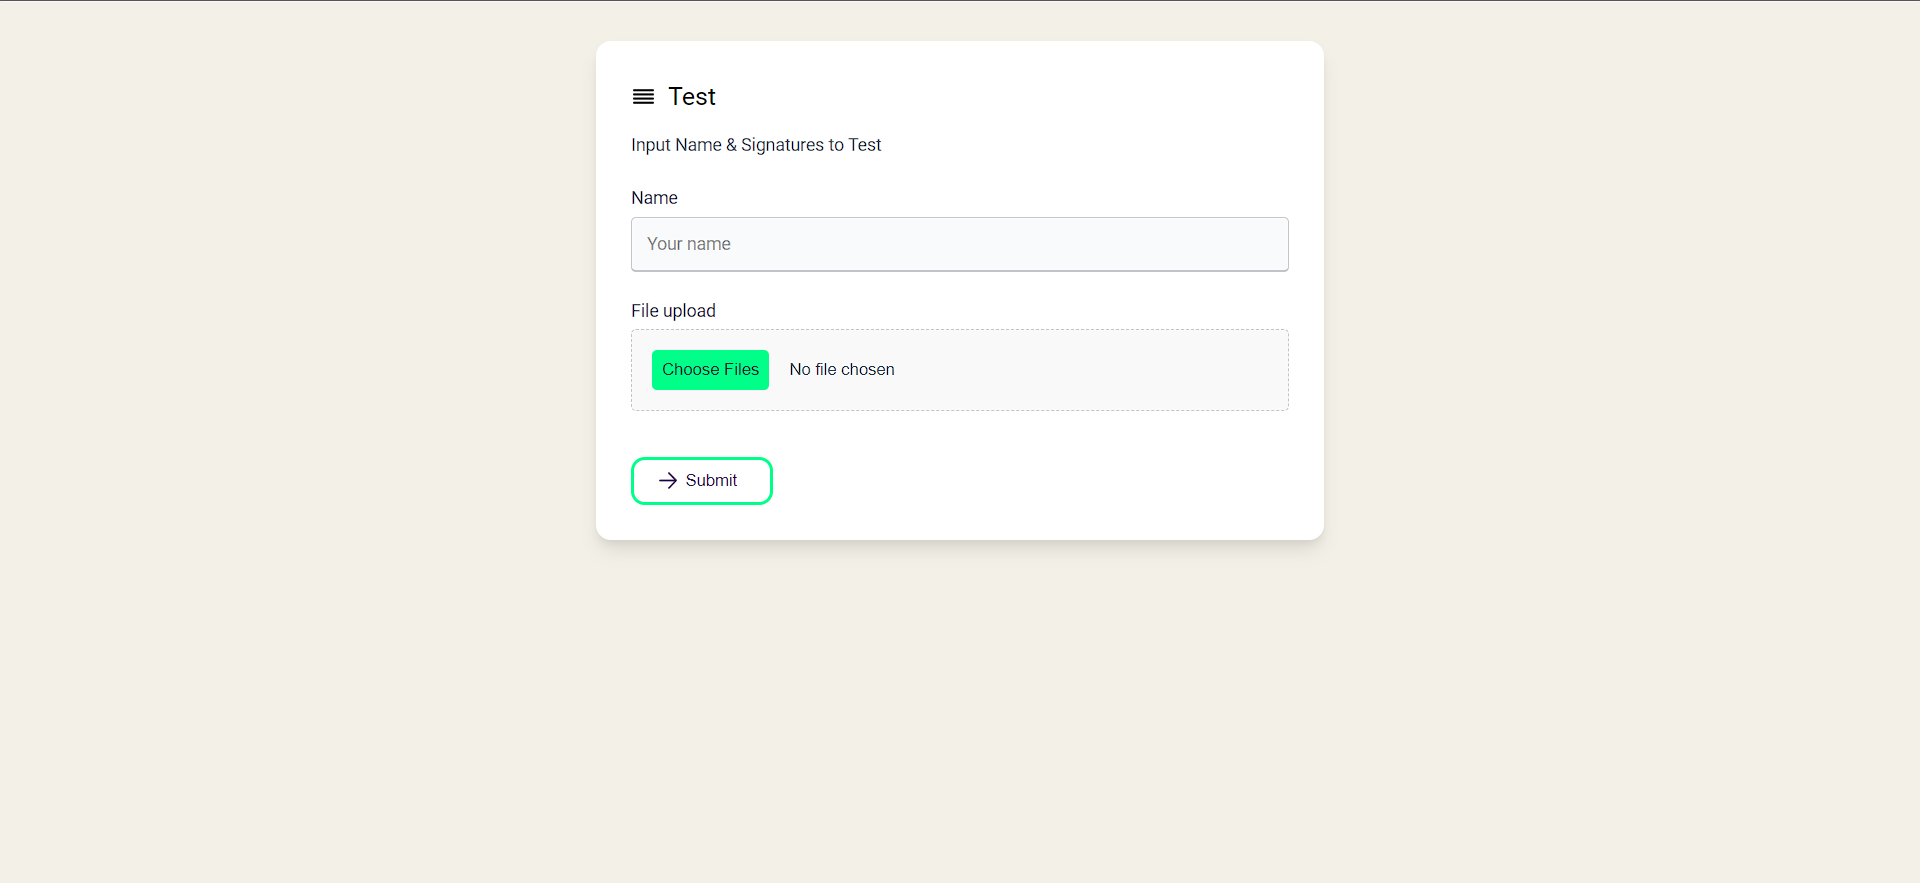 Test
Input Name & Signatures to Test
Name
Your name
File upload
Choose Files No file chosen
Submit